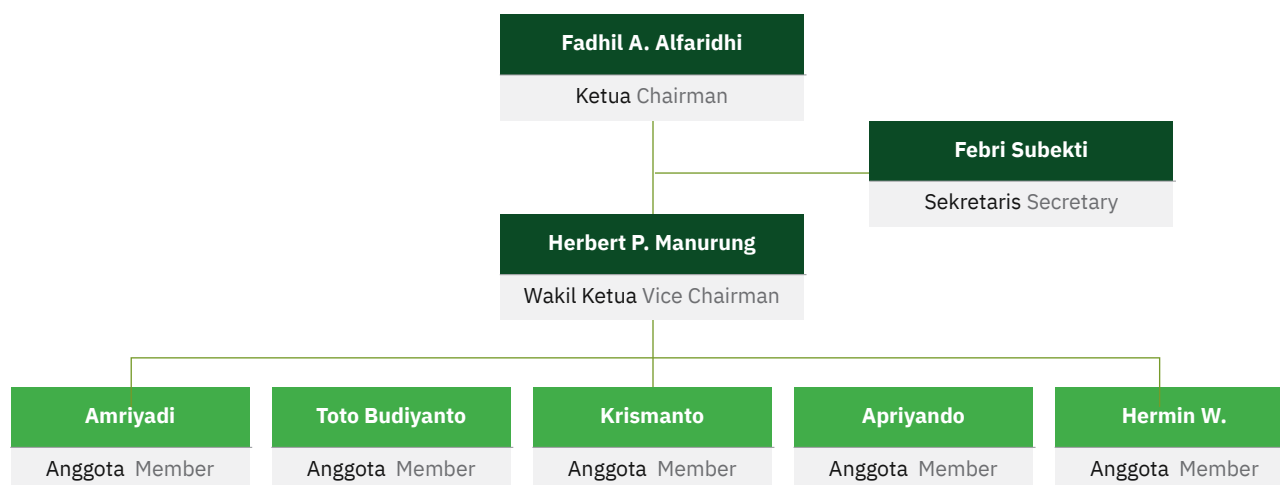 Fadhil A. Alfaridhi
Ketua Chairman
Febri Subekti
Sekretaris Secretary
Herbert P. Manurung
Wakil Ketua Vice Chairman
Amriyadi
Anggota Member
Toto Budiyanto
Anggota Member
Krismanto
Anggota Member
Apriyando
Anggota Member
Hermin W.
Anggota Member